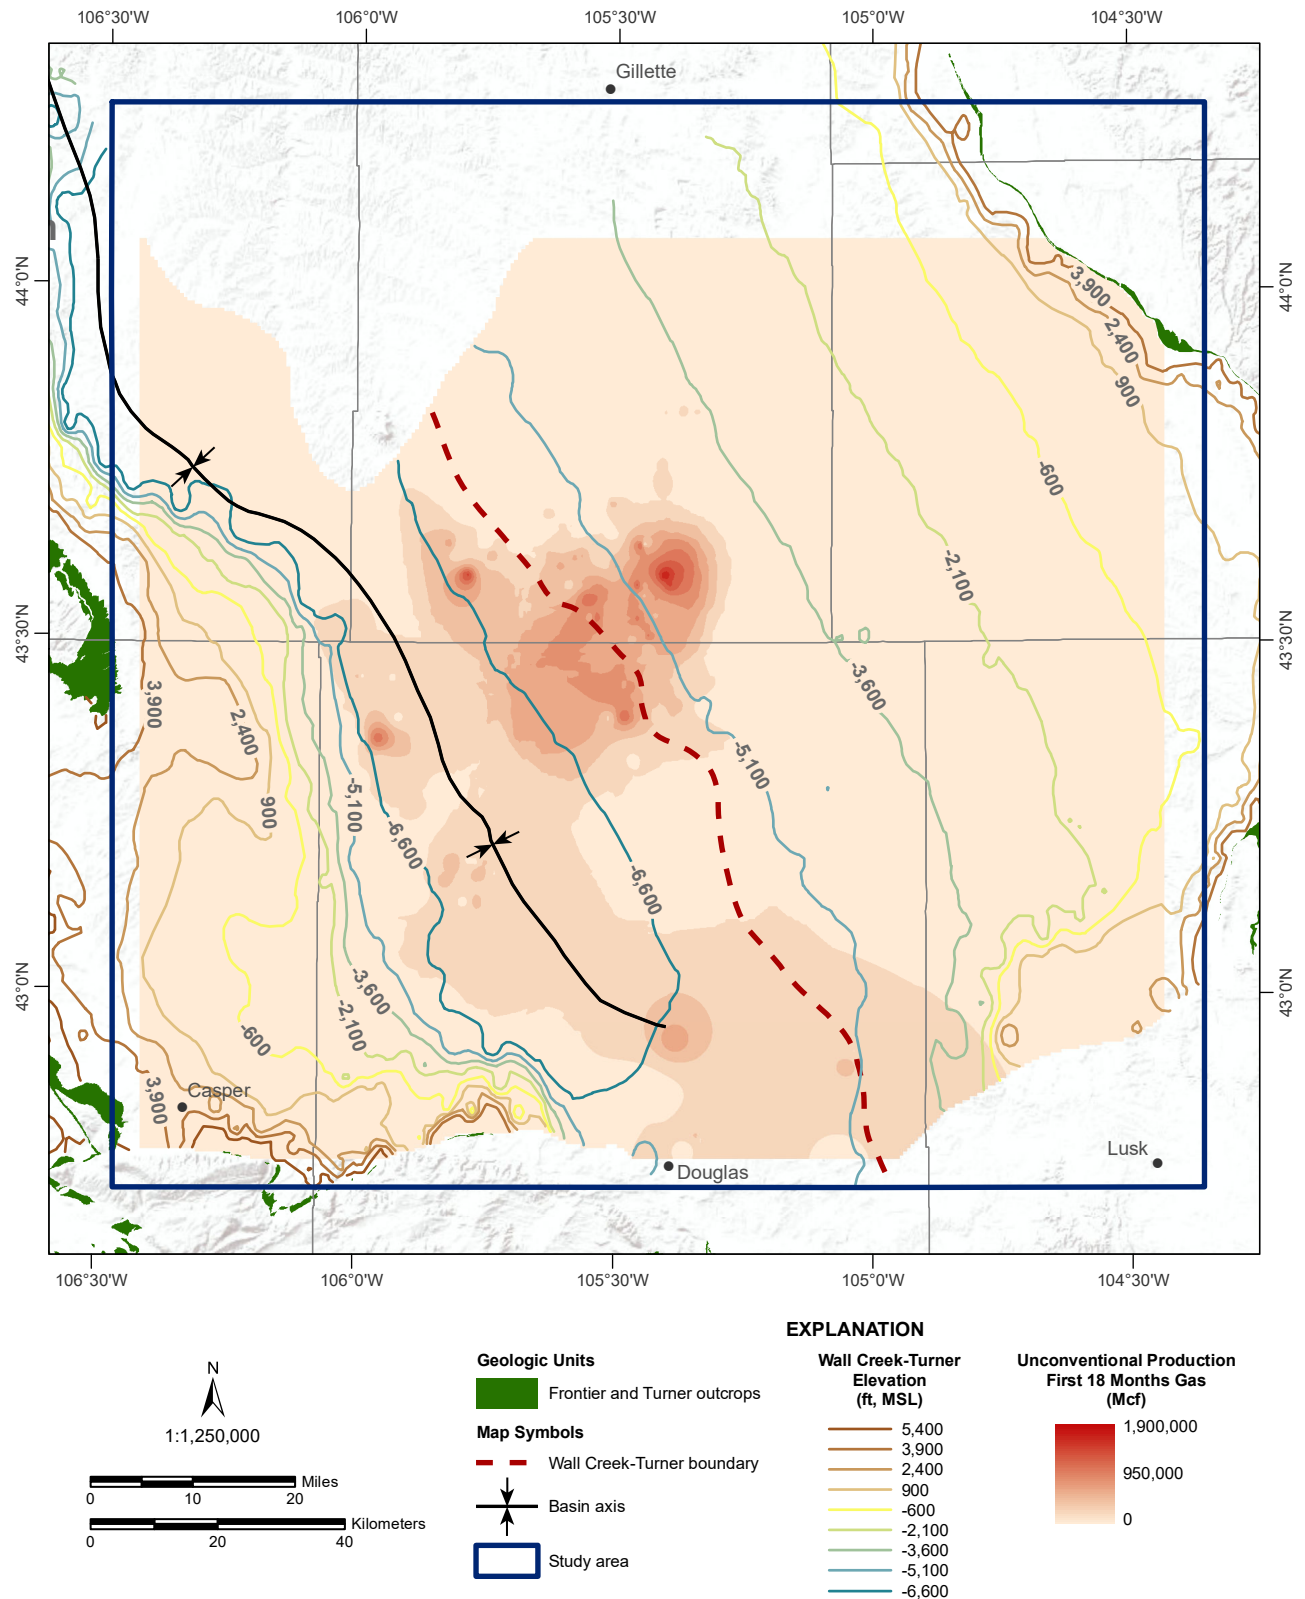 106°30'W 106°0'W 105°30'W 105°0'W 104°30'W
Gillette
44°0'N
44°0'N
3,900
2,400
900
-600
-2,100
43°30'N
43°30'N
-3,600
3,900
2,400
-5,100
900
-5,100
-6,600
-6,600
43°0'N
43°0'N
-3,600
-2,100
-600
3,900
Casper
Lusk
Douglas
106°30'W 106°0'W 105°30'W 105°0'W 104°30'W
EXPLANATION
N
1:1,250,000
Miles
0 10 20
Kilometers
0 20 40
Geologic Units
Frontier and Turner outcrops
Map Symbols
Wall Creek-Turner boundary
Basin axis
Study area
Wall Creek-Turner
Elevation
(ft, MSL)
5,400
3,900
2,400
900
-600
-2,100
-3,600
-5,100
-6,600
Unconventional Production
First 18 Months Gas
(Mcf)
1,900,000
950,000
0